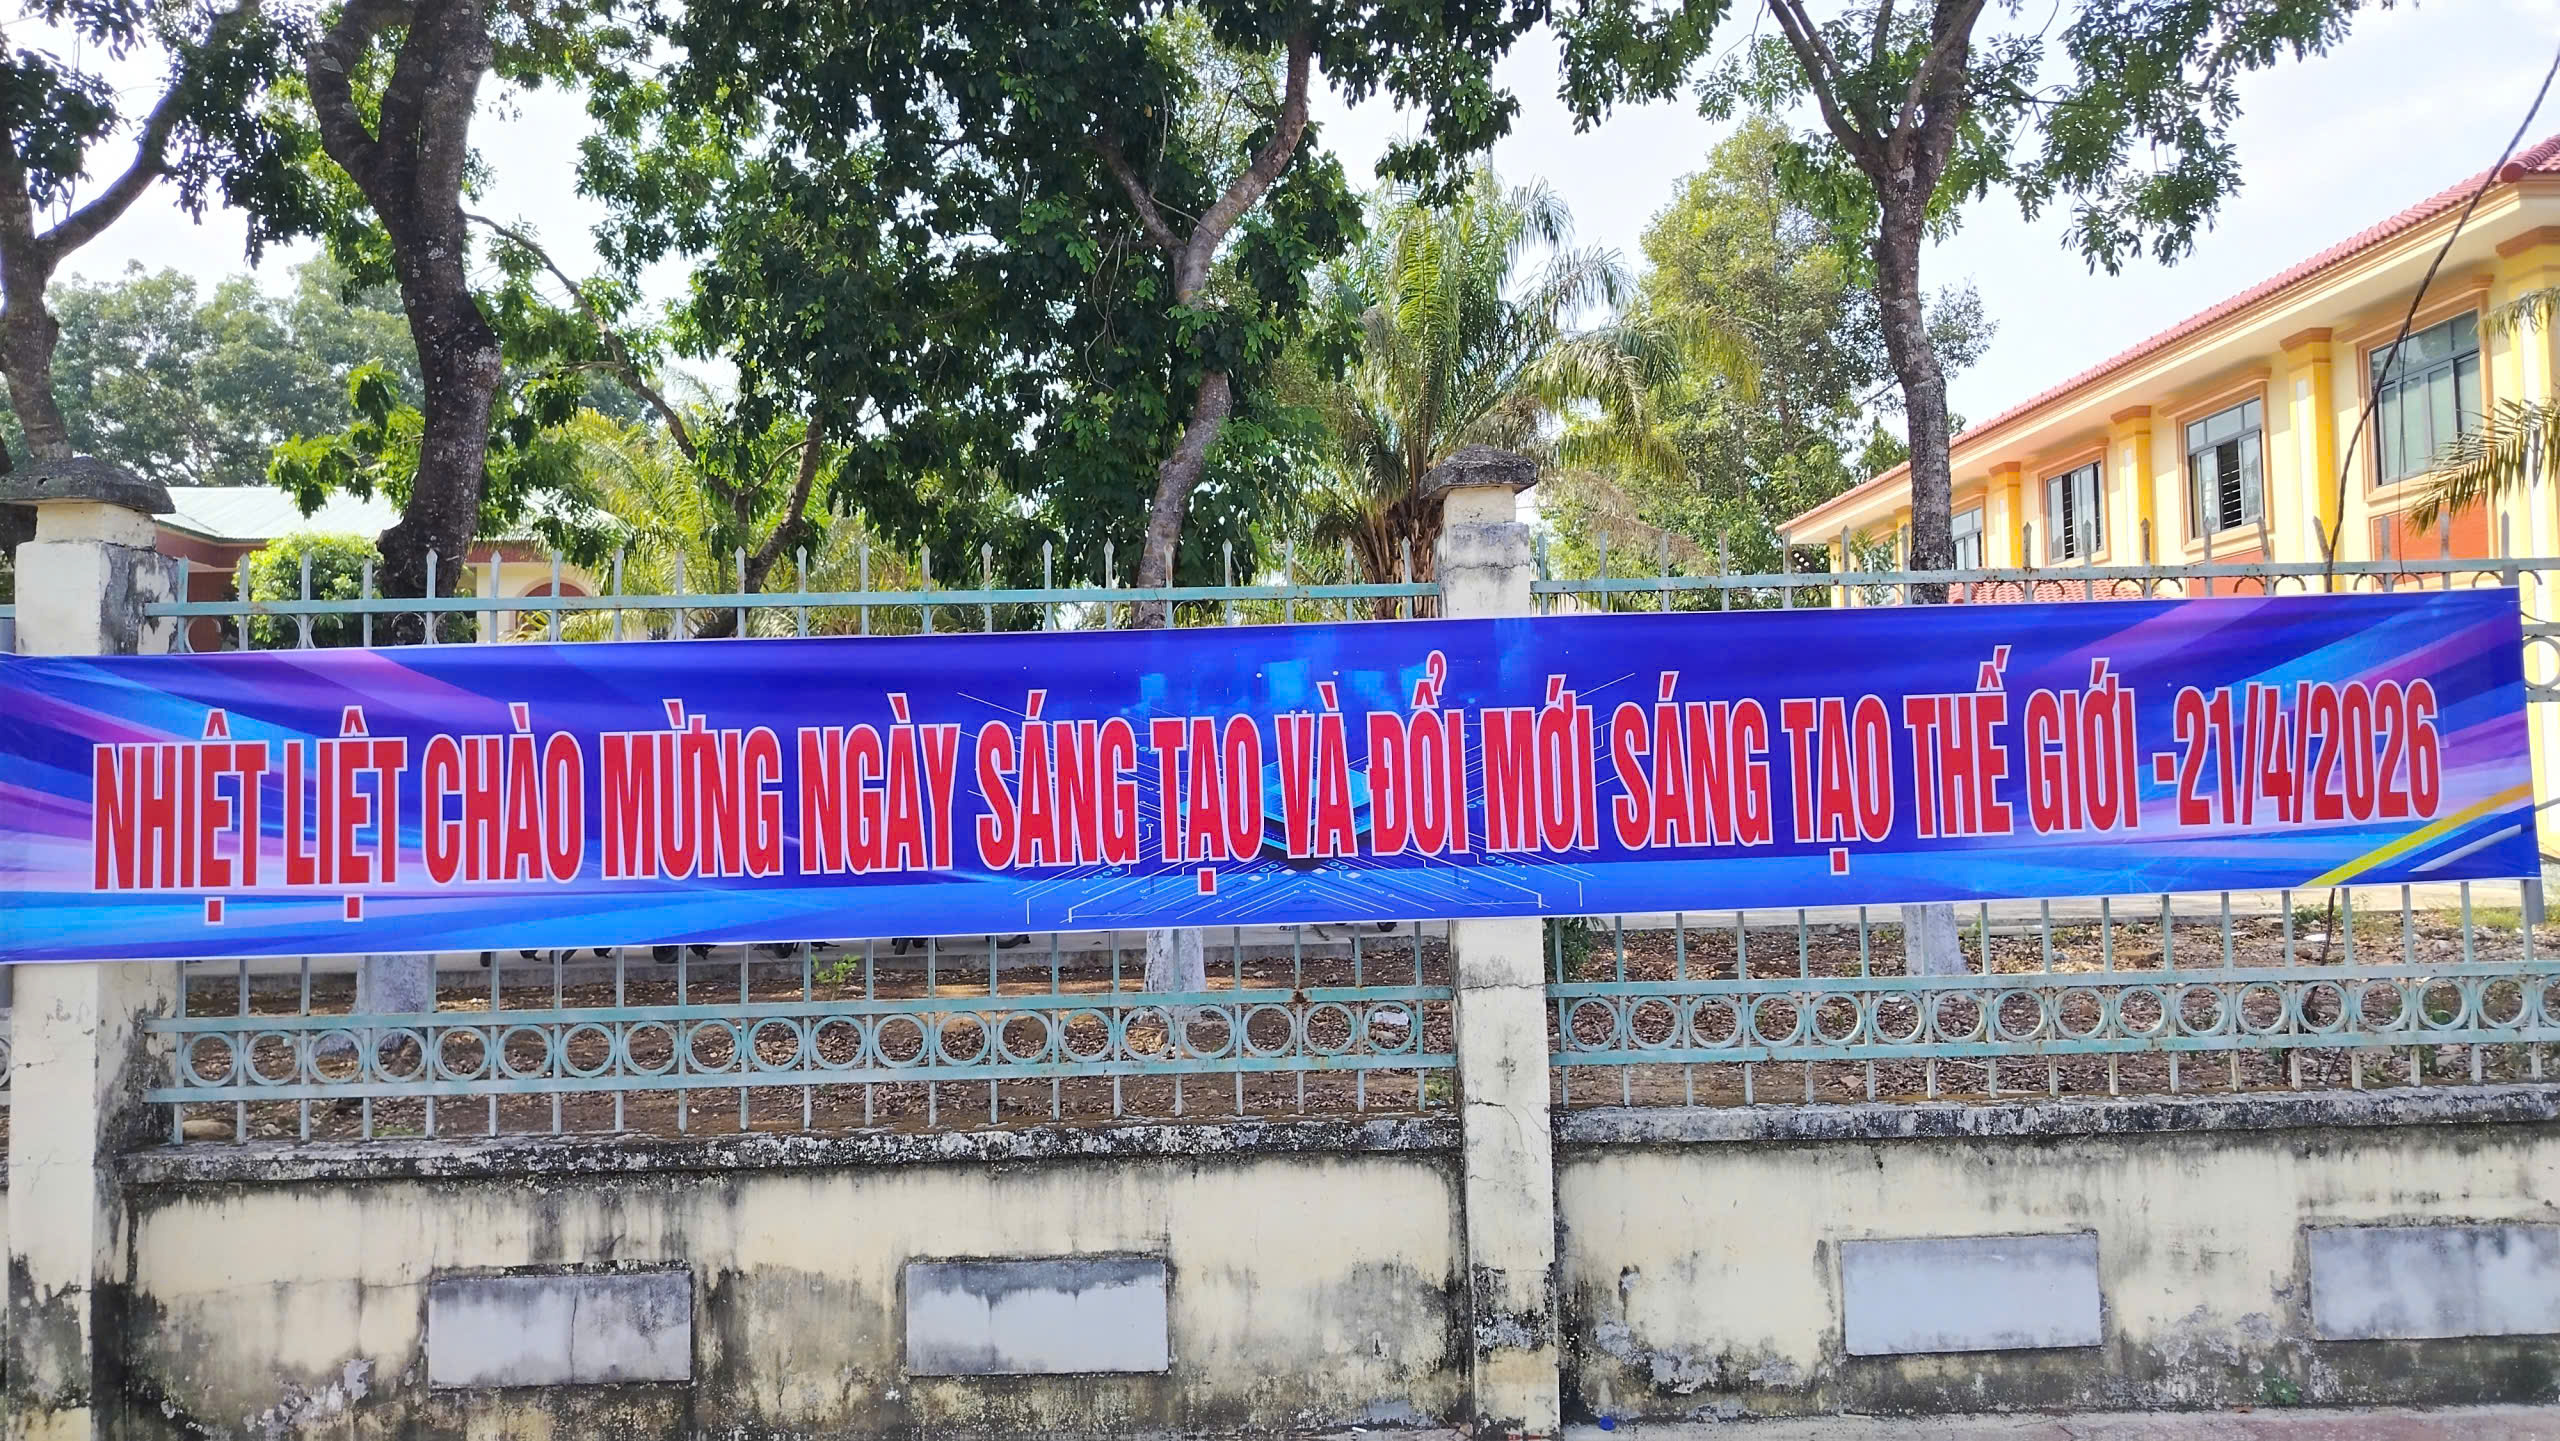 NHIỆT LIỆT CHÀO MỪNG NGÀY SÁNG TẠO VÀ ĐỔI MỚI SÁNG TẠO THẾ GIỚI -21/4/2026